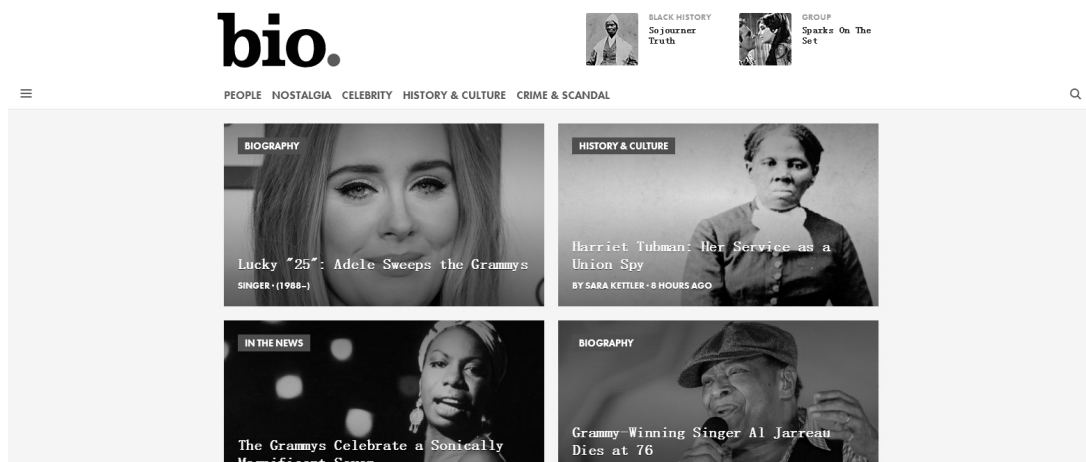 bio.
BLACK HISTORY
Sojourner
Truth
GROUP
Sparks On The
Set
PEOPLE NOSTALGIA CELEBRITY HISTORY & CULTURE CRIME & SCANDAL
BIOGRAPHY
Lucky "25": Adele Sweeps the Grammys
SINGER • (1988–)
HISTORY & CULTURE
Harriet Tubman: Her Service as a
Union Spy
BY SARA KETTLER • 8 HOURS AGO
IN THE NEWS
The Grammys Celebrate a Sonically
BIOGRAPHY
Grammy-Winning Singer Al Jarreau
Dies at 76